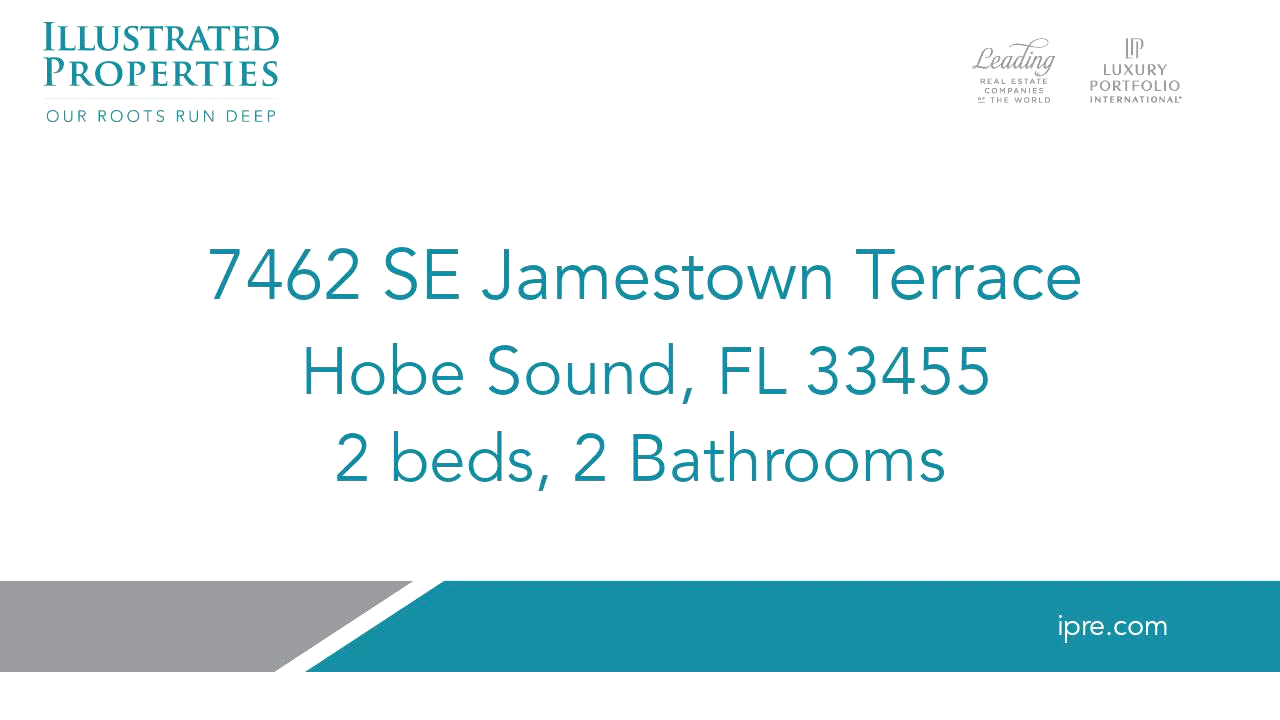 ILLUSTRATED
PROPERTIES
OUR ROOTS RUN DEEP
Leading
REAL ESTATE
COMPANIES
OF THE WORLD
LP
LUXURY
PORTFOLIO
INTERNATIONAL®
7462 SE Jamestown Terrace
Hobe Sound, FL 33455
2 beds, 2 Bathrooms
ipre.com